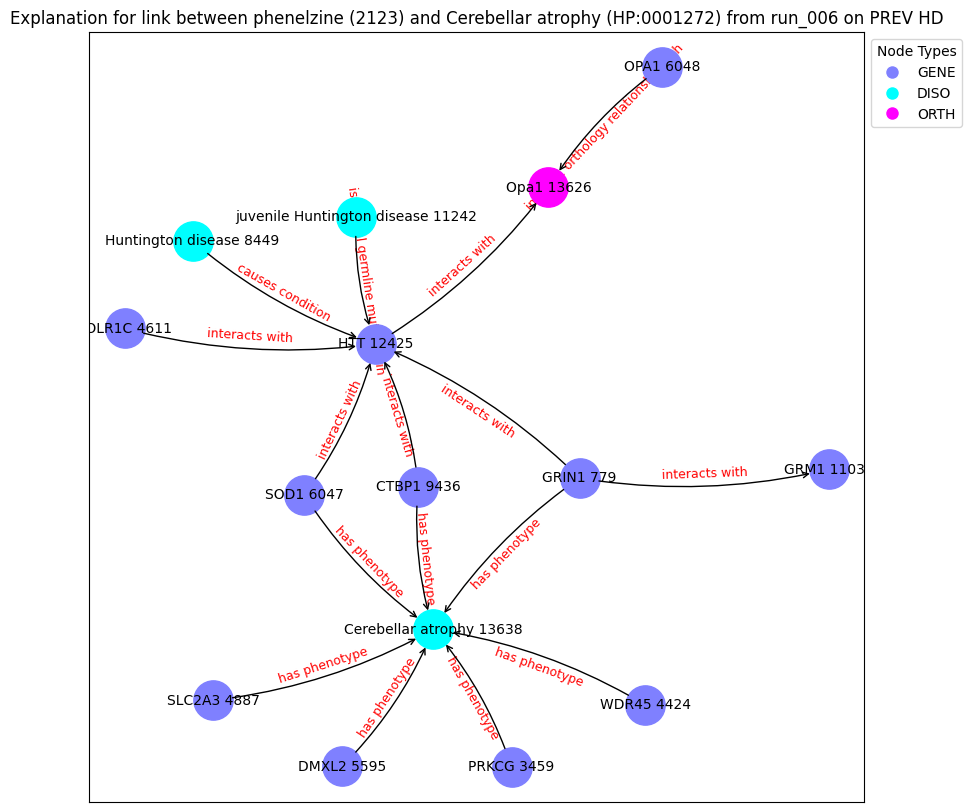 Explanation for link between phenelzine (2123) and Cerebellar atrophy (HP:0001272) from run_006 on PREV HD
Node Types
GENE
DISO
ORTH
OPA1 6048
orthology relations
Opa1 13626
is
juvenile Huntington disease 11242
Huntington disease 8449
interacts with
causes condition
l germline mu
OLR1C 4611
interacts with
HTT 12425
in
interacts with
nteracts with
interacts with
GRM1 1103
interacts with
GRIN1 779
CTBP1 9436
SOD1 6047
has phenotype
has phenotype
has phenotype
Cerebellar atrophy 13638
has phenotype
has phenotype
has phenotype
has phenotype
SLC2A3 4887
WDR45 4424
DMXL2 5595
PRKCG 3459